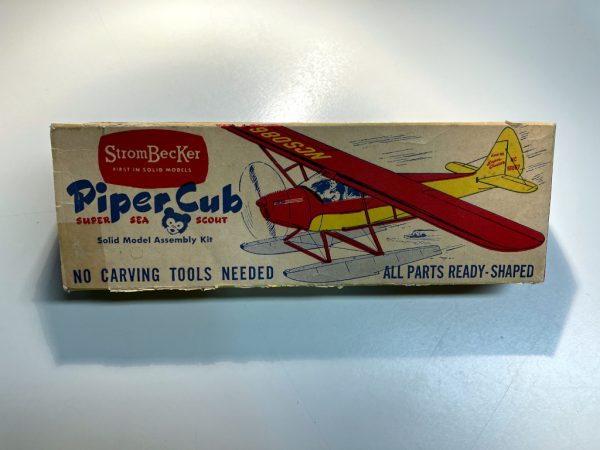 StromBecKer
FIRST IN SOLID MODELS
Piper Cub
SUPER SEA SCOUT
Solid Model Assembly Kit
NO CARVING TOOLS NEEDED
ALL PARTS READY-SHAPED